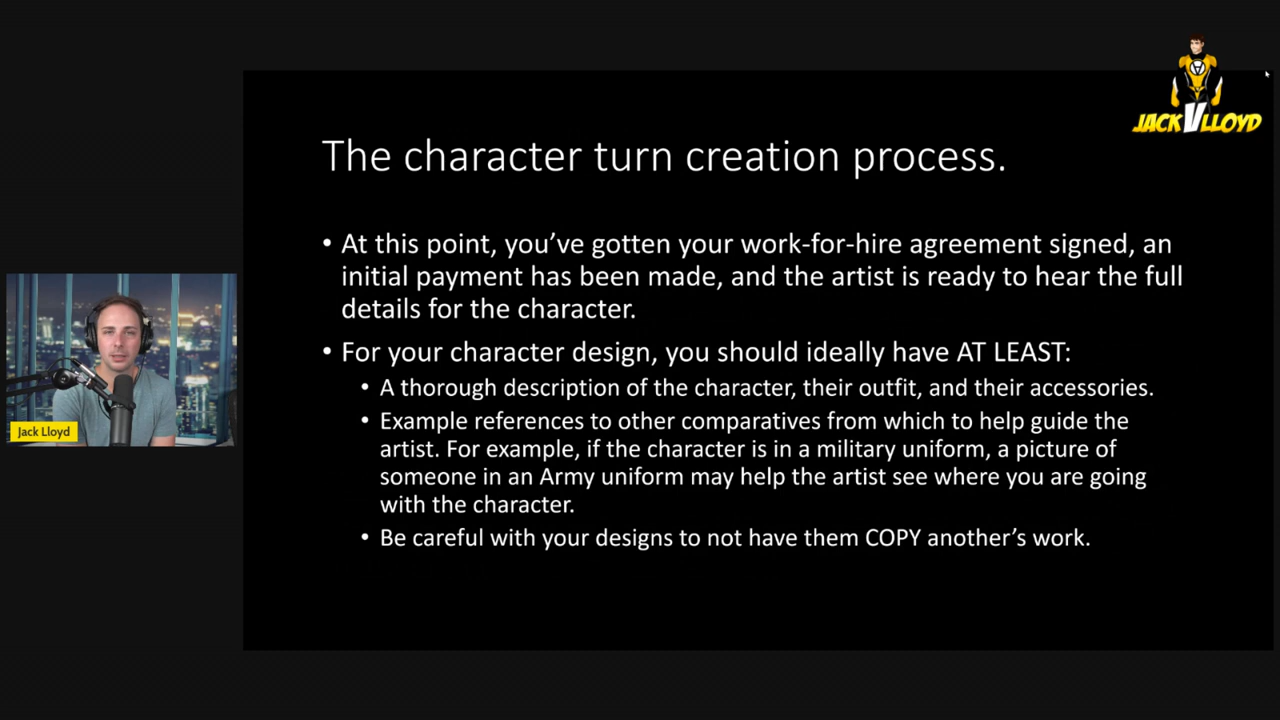 JACK V LLOYD
The character turn creation process.
• At this point, you’ve gotten your work-for-hire agreement signed, an
initial payment has been made, and the artist is ready to hear the full
details for the character.
• For your character design, you should ideally have AT LEAST:
• A thorough description of the character, their outfit, and their accessories.
• Example references to other comparatives from which to help guide the
artist. For example, if the character is in a military uniform, a picture of
someone in an Army uniform may help the artist see where you are going
with the character.
• Be careful with your designs to not have them COPY another’s work.
Jack Lloyd